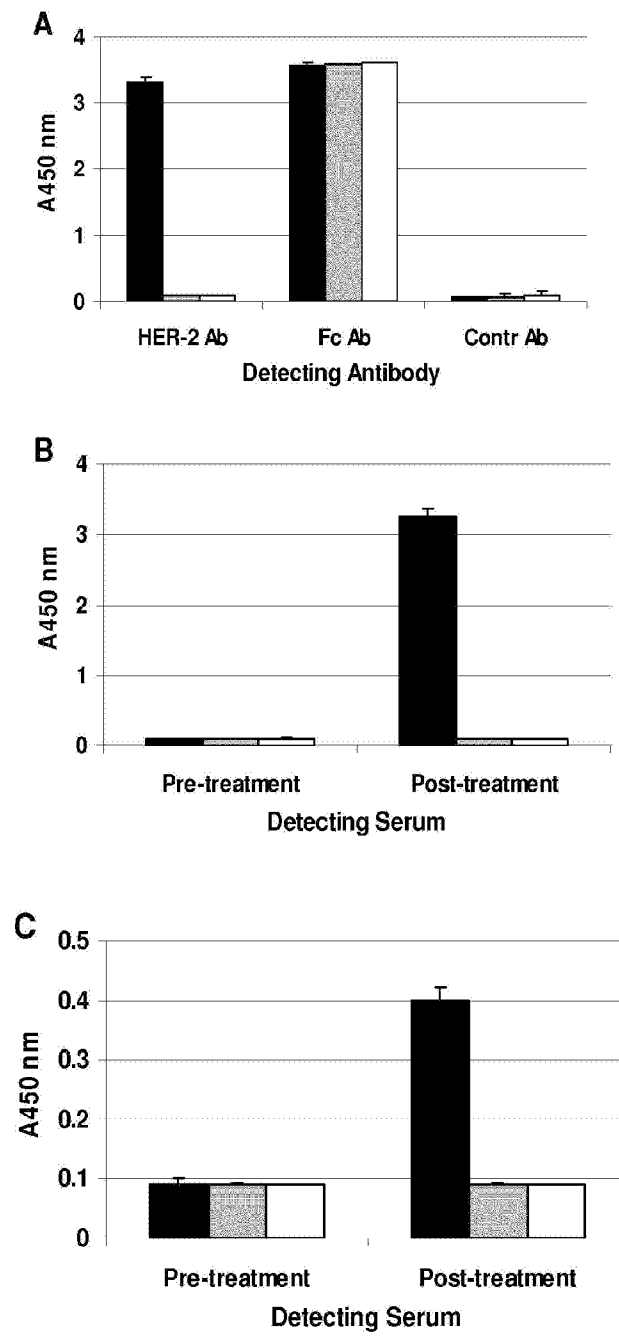 A
4
3
2
1
0
A450 nm
HER-2 Ab Fc Ab Contr Ab
Detecting Antibody
B
4
3
2
1
0
A450 nm
Pre-treatment Post-treatment
Detecting Serum
C
0.5
0.4
0.3
0.2
0.1
0
A450 nm
Pre-treatment Post-treatment
Detecting Serum